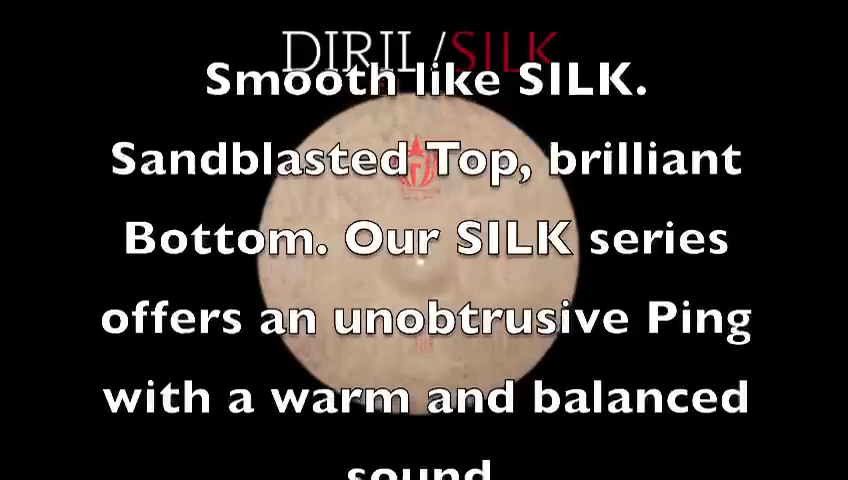 DIRIL/SILK
Smooth like SILK.
Sandblasted Top, brilliant
Bottom. Our SILK series
offers an unobtrusive Ping
with a warm and balanced
sound